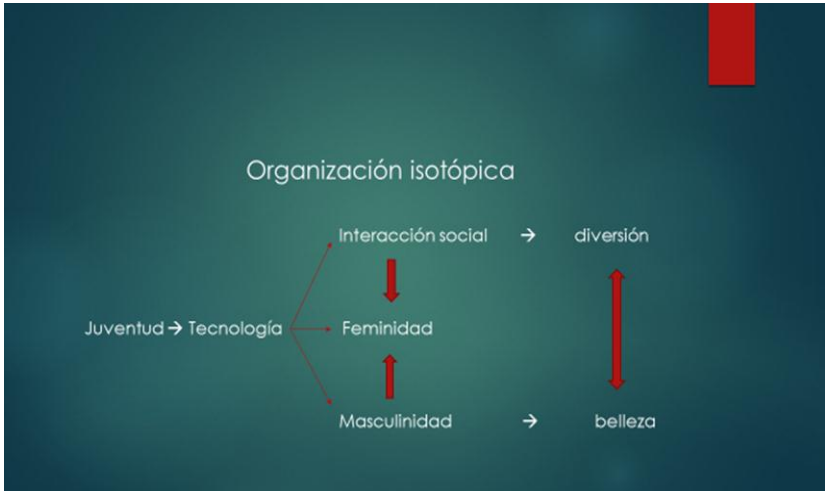 Organización isotópica
Interacción social → diversión
Juventud → Tecnología Feminidad
Masculinidad → belleza